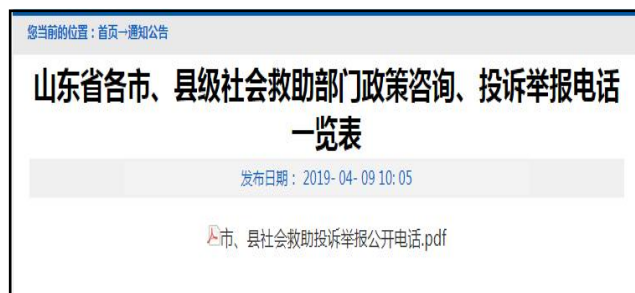 您当前的位置：首页→通知公告
山东省各市、县级社会救助部门政策咨询、投诉举报电话
一览表
发布日期： 2019- 04- 09 10: 05
市、县社会救助投诉举报公开电话.pdf